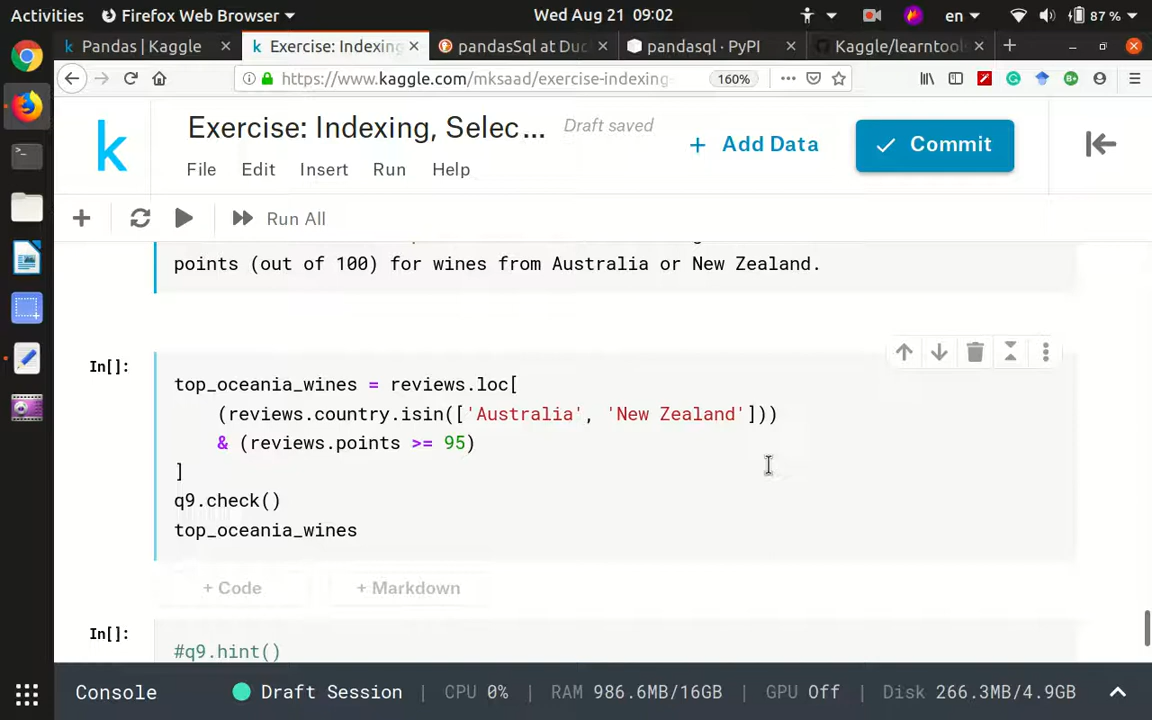 Activities Firefox Web Browser Wed Aug 21 09:02 en 87 %
Pandas | Kaggle Exercise: Indexing, pandasSql at Duc pandasql · PyPI Kaggle/learntool
https://www.kaggle.com/mksaad/exercise-indexing- 160%
k Exercise: Indexing, Selec... Draft saved + Add Data Commit
File Edit Insert Run Help
Run All
points (out of 100) for wines from Australia or New Zealand.
In[]:
top_oceania_wines = reviews.loc[
(reviews.country.isin(['Australia', 'New Zealand']))
& (reviews.points >= 95)
]
q9.check()
top_oceania_wines
+ Code + Markdown
In[]:
#q9.hint()
Console Draft Session | CPU 0% | RAM 986.6MB/16GB | GPU Off | Disk 266.3MB/4.9GB